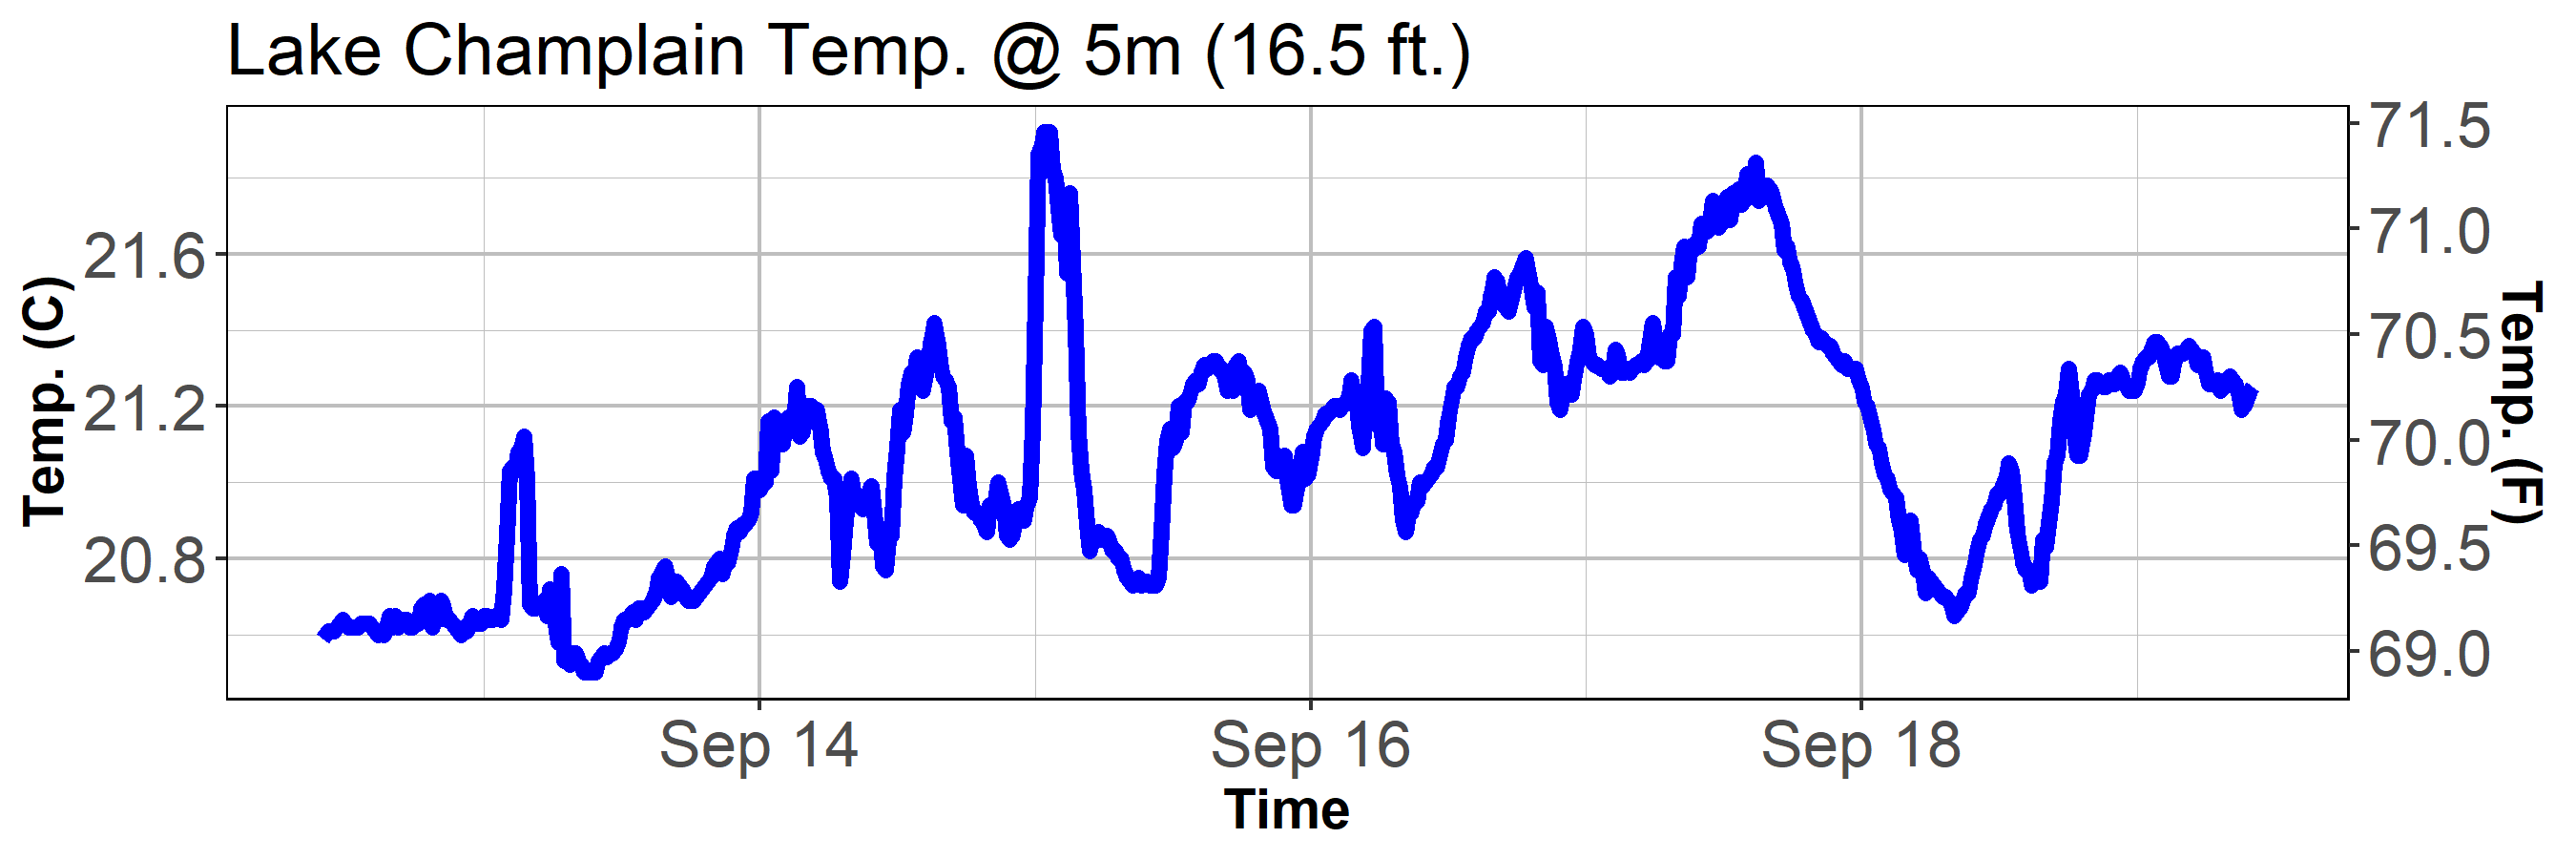 Lake Champlain Temp. @ 5m (16.5 ft.)
Temp. (C)
21.6
21.2
20.8
71.5
71.0
70.5
70.0
69.5
69.0
Temp. (F)
Sep 14
Sep 16
Sep 18
Time